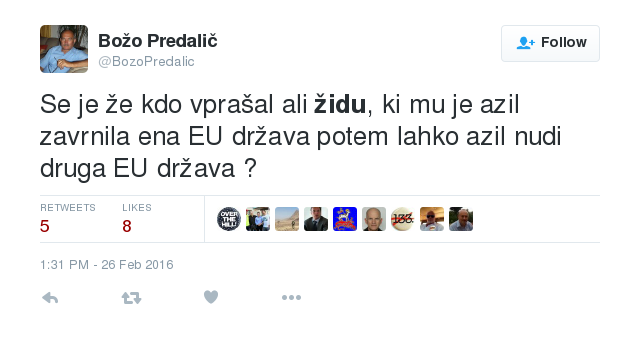 Božo Predalič
@BozoPredalic
Follow
Se je že kdo vprašal ali židu, ki mu je azil
zavrnila ena EU država potem lahko azil nudi
druga EU država ?
RETWEETS LIKES
5 8
OVER THE HILL!
133
1:31 PM - 26 Feb 2016